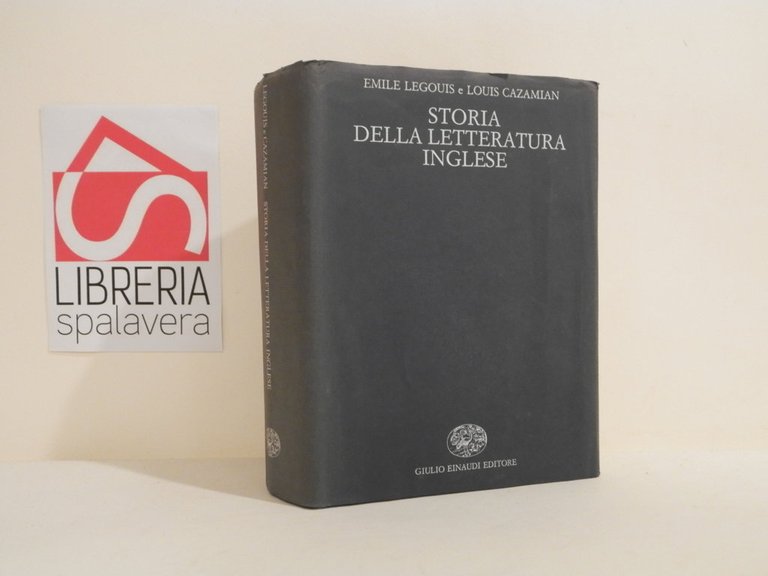 LIBRERIA
spalavera
LEGOUIS e CAZAMIAN STORIA DELLA LETTERATURA INGLESE
EMILE LEGOUIS e LOUIS CAZAMIAN
STORIA
DELLA LETTERATURA
INGLESE
GIULIO EINAUDI EDITORE